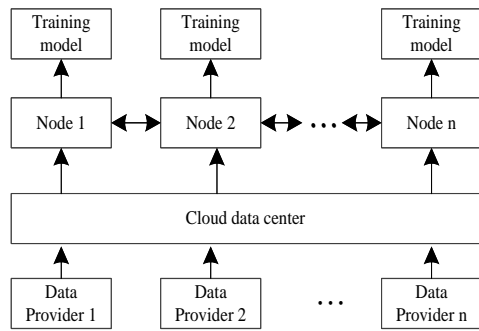 Training
model
Training
model
Training
model
Node 1
Node 2
...
Node n
Cloud data center
Data
Provider 1
Data
Provider 2
...
Data
Provider n